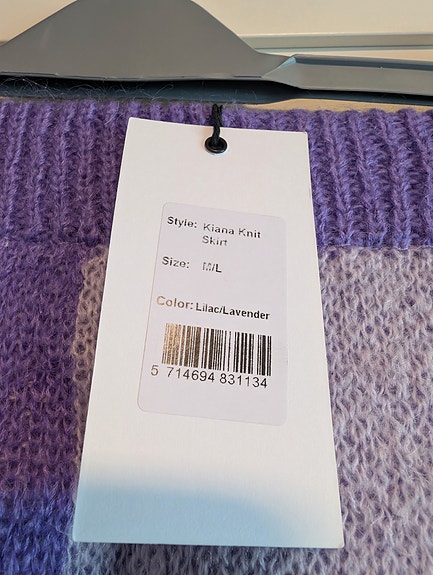 Style: Kiana Knit
Skirt
Size: M/L
Color: Lilac/Lavender
5 714694 831134